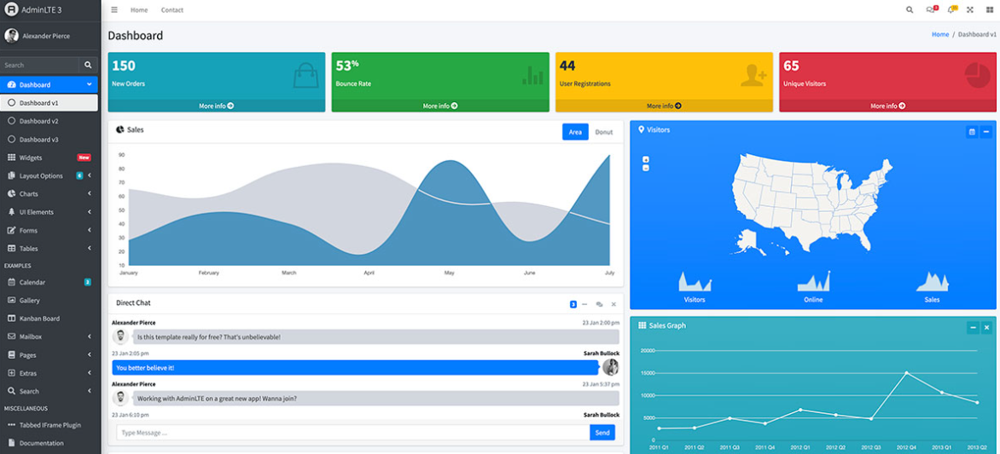 AdminLTE 3
Home Contact
Alexander Pierce
Search
Dashboard
Dashboard v1
Dashboard v2
Dashboard v3
Widgets New
Layout Options 6
Charts
UI Elements
Forms
Tables
EXAMPLES
Calendar 2
Gallery
Kanban Board
Mailbox
Pages
Extras
Search
MISCELLANEOUS
Tabbed IFrame Plugin
Documentation
Dashboard
Home / Dashboard v1
150
New Orders
More info
53%
Bounce Rate
More info
44
User Registrations
More info
65
Unique Visitors
More info
Sales
Area Donut
90
80
70
60
50
40
30
20
10
January February March April May June July
Direct Chat
3
Alexander Pierce 23 Jan 2:00 pm
Is this template really for free? That's unbelievable!
23 Jan 2:05 pm Sarah Bullock
You better believe it!
Alexander Pierce 23 Jan 5:37 pm
Working with AdminLTE on a great new app! Wanna join?
23 Jan 6:10 pm Sarah Bullock
Type Message ...
Send
Visitors
+
−
Visitors Online Sales
Sales Graph
20000
15000
10000
5000
0
2011 Q1 2011 Q2 2011 Q3 2011 Q4 2012 Q1 2012 Q2 2012 Q3 2012 Q4 2013 Q1 2013 Q2